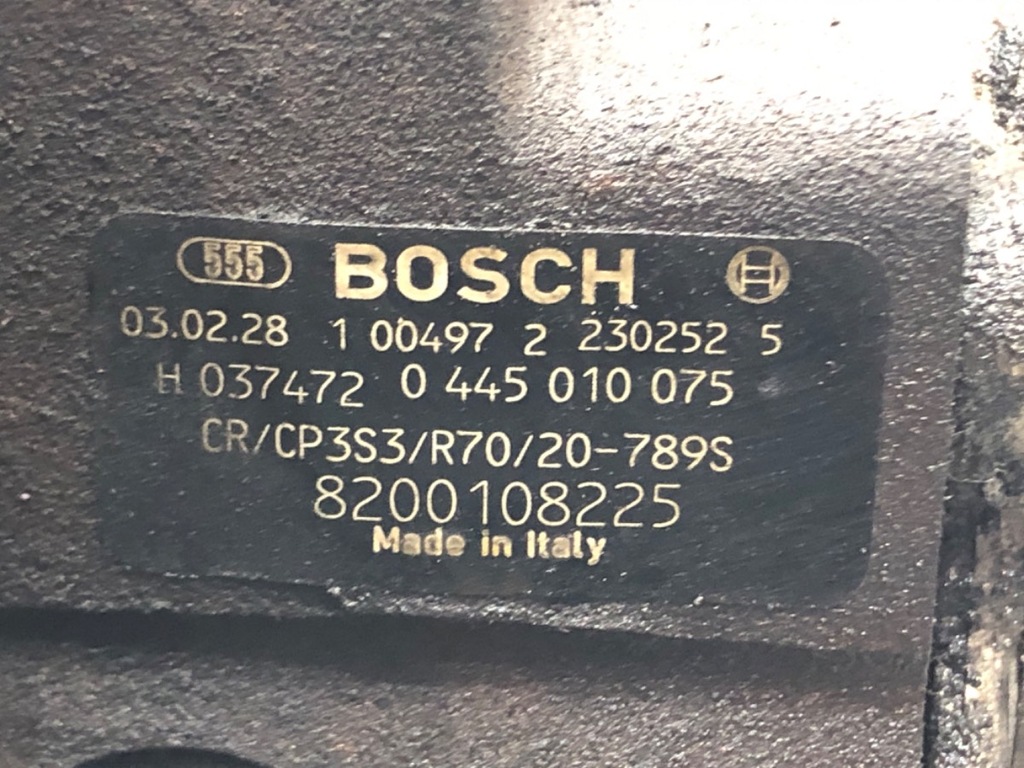 555 BOSCH H
03.02.28 1 00497 2 230252 5
H 037472 0 445 010 075
CR/CP3S3/R70/20-789S
8200108225
Made in Italy